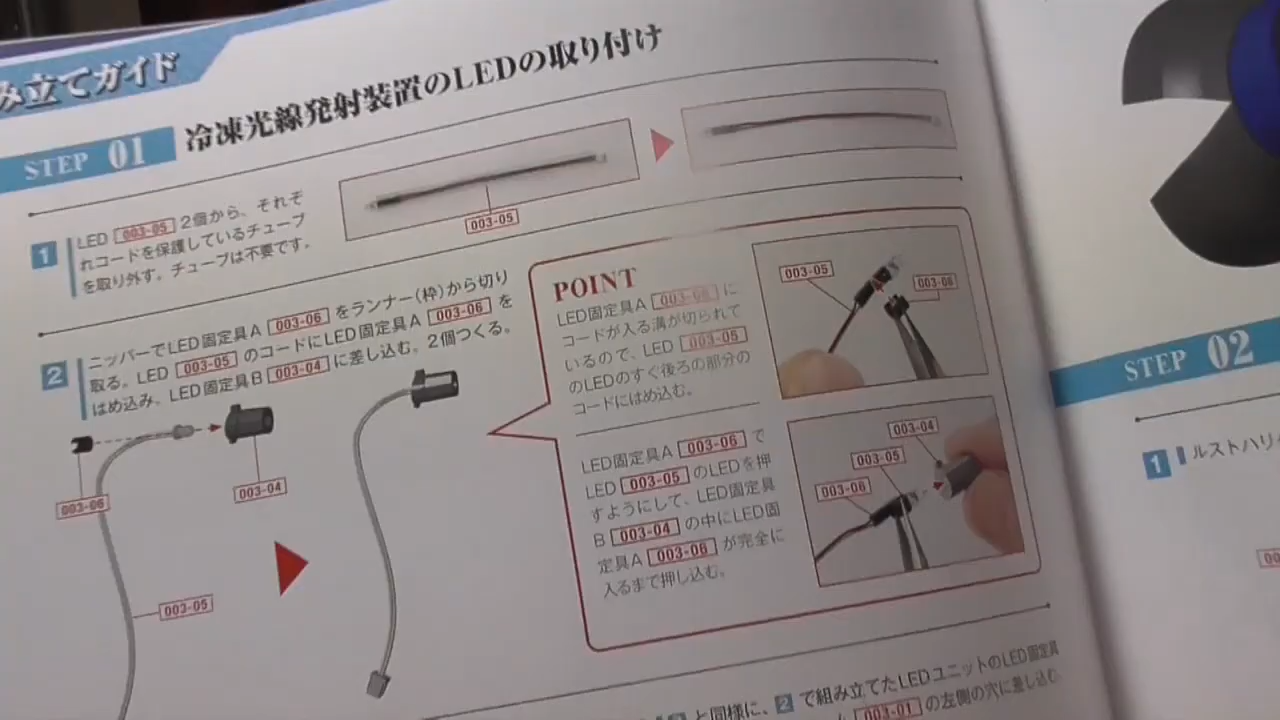 み立てガイド
STEP 01
冷凍光線発射装置のLEDの取り付け
1
LED 003-05 2個から、それぞ
れコードを保護しているチューブ
を取り外す。チューブは不要です。
003-05
2
ニッパーでLED固定具A 003-06 をランナー(枠)から切り
取る。LED 003-05 のコードにLED固定具A 003-06 を
はめ込み、LED固定具B 003-04 に差し込む。2個つくる。
003-06
003-04
003-05
POINT
LED固定具A 003-06 に
コードが入る溝が切られて
いるので、LED 003-05
のLEDのすぐ後ろの部分の
コードにはめ込む。
003-05
003-06
LED固定具A 003-06 で
LED 003-05 のLEDを押
すようにして、LED固定具
B 003-04 の中にLED固
定具A 003-06 が完全に
入るまで押し込む。
003-04
003-05
003-06
と同様に、2 で組み立てたLEDユニットのLED固定具
003-01 の左側の穴に差し込む
STEP 02
1
ルストハリ